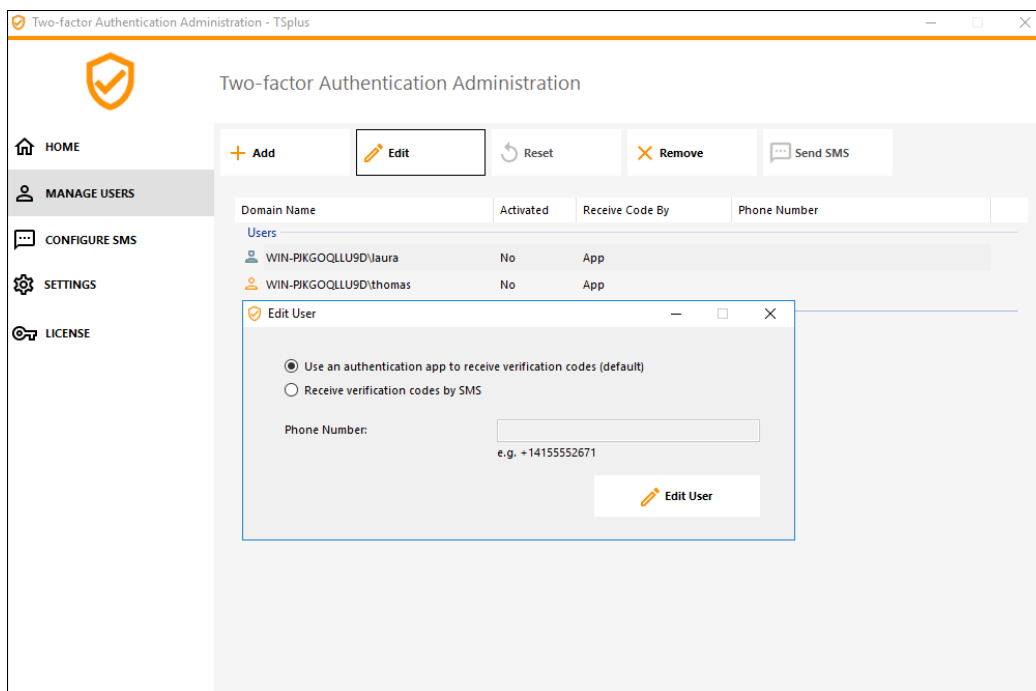 Two-factor Authentication Administration - TSplus
Two-factor Authentication Administration
HOME
MANAGE USERS
CONFIGURE SMS
SETTINGS
LICENSE
Add Edit Reset Remove Send SMS
Domain Name Activated Receive Code By Phone Number
Users
WIN-PJKGOQLLU9D\laura No App
WIN-PJKGOQLLU9D\thomas No App
Edit User
Use an authentication app to receive verification codes (default)
Receive verification codes by SMS
Phone Number:
e.g. +14155552671
Edit User